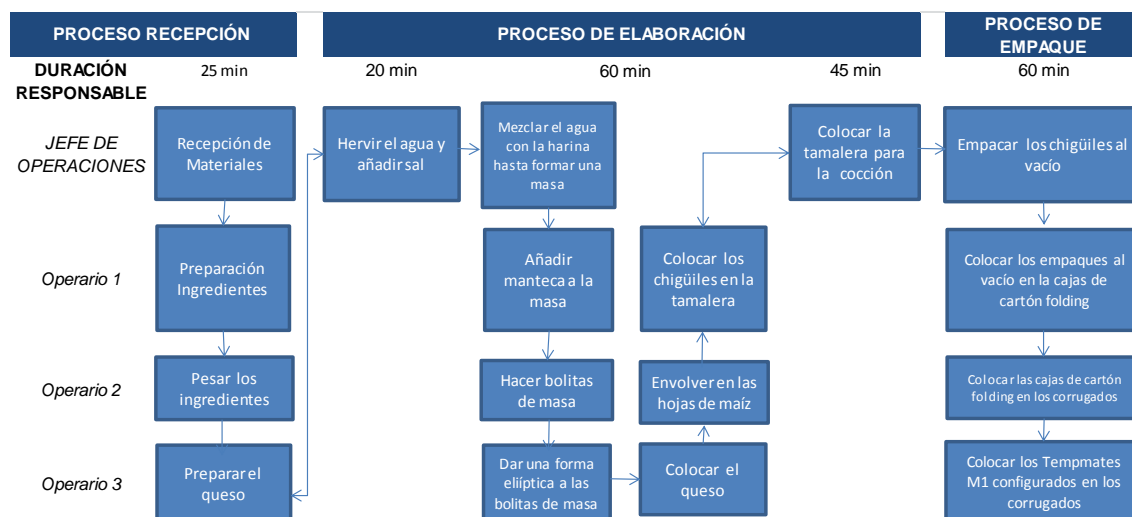 PROCESO RECEPCIÓN
PROCESO DE ELABORACIÓN
PROCESO DE
EMPAQUE
DURACIÓN
25 min
20 min
60 min
45 min
60 min
RESPONSABLE
JEFE DE
OPERACIONES
Recepción de
Materiales
Hervir el agua y
añadir sal
Mezclar el agua
con la harina
hasta formar una
masa
Colocar la
tamalera para
la cocción
Empacar los chigüiles al
vacío
Operario 1
Preparación
Ingredientes
Añadir
manteca a la
masa
Colocar los
chigüiles en la
tamalera
Colocar los empaques al
vacío en la cajas de
cartón folding
Operario 2
Pesar los
ingredientes
Hacer bolitas
de masa
Envolver en las
hojas de maíz
Colocar las cajas de cartón
folding en los corrugados
Operario 3
Preparar el
queso
Dar una forma
eliíptica a las
bolitas de masa
Colocar el
queso
Colocar los Tempmates
M1 configurados en los
corrugados